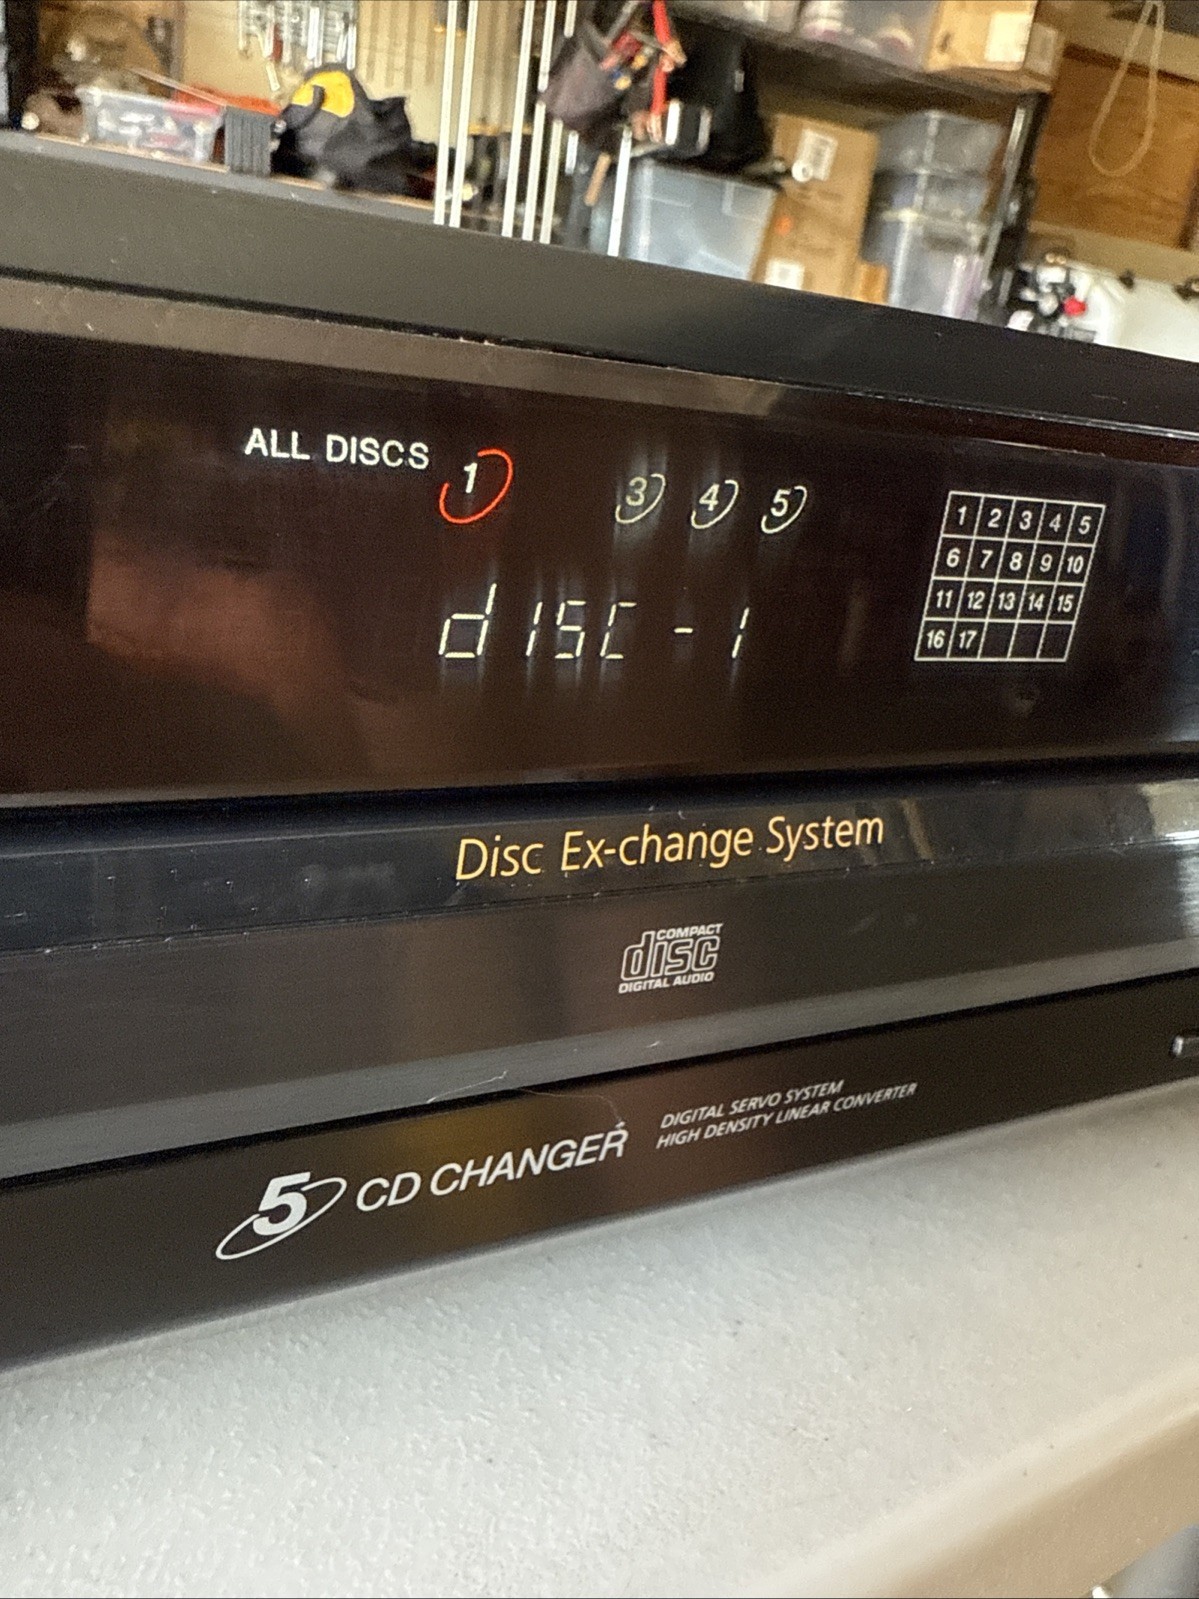 ALL DISCS 1 3 4 5
disc - 1
1 2 3 4 5
6 7 8 9 10
11 12 13 14 15
16 17
Disc Ex-change System
COMPACT
disc
DIGITAL AUDIO
5 CD CHANGER
DIGITAL SERVO SYSTEM
HIGH DENSITY LINEAR CONVERTER